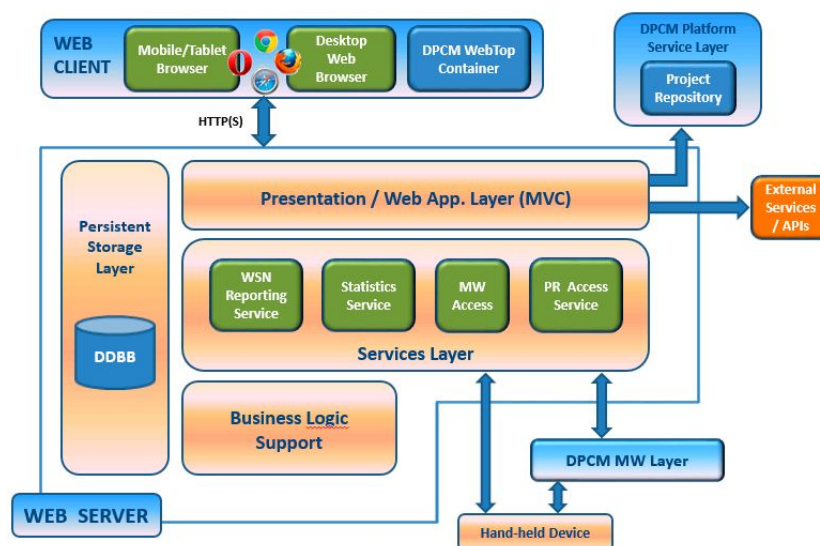 WEB
CLIENT
Mobile/Tablet
Browser
Desktop
Web
Browser
DPCM WebTop
Container
DPCM Platform
Service Layer
Project
Repository
HTTP(S)
Presentation / Web App. Layer (MVC)
External
Services
/ APIs
Persistent
Storage
Layer
DDBB
WSN
Reporting
Service
Statistics
Service
MW
Access
PR Access
Service
Services Layer
Business Logic
Support
DPCM MW Layer
WEB SERVER
Hand-held Device